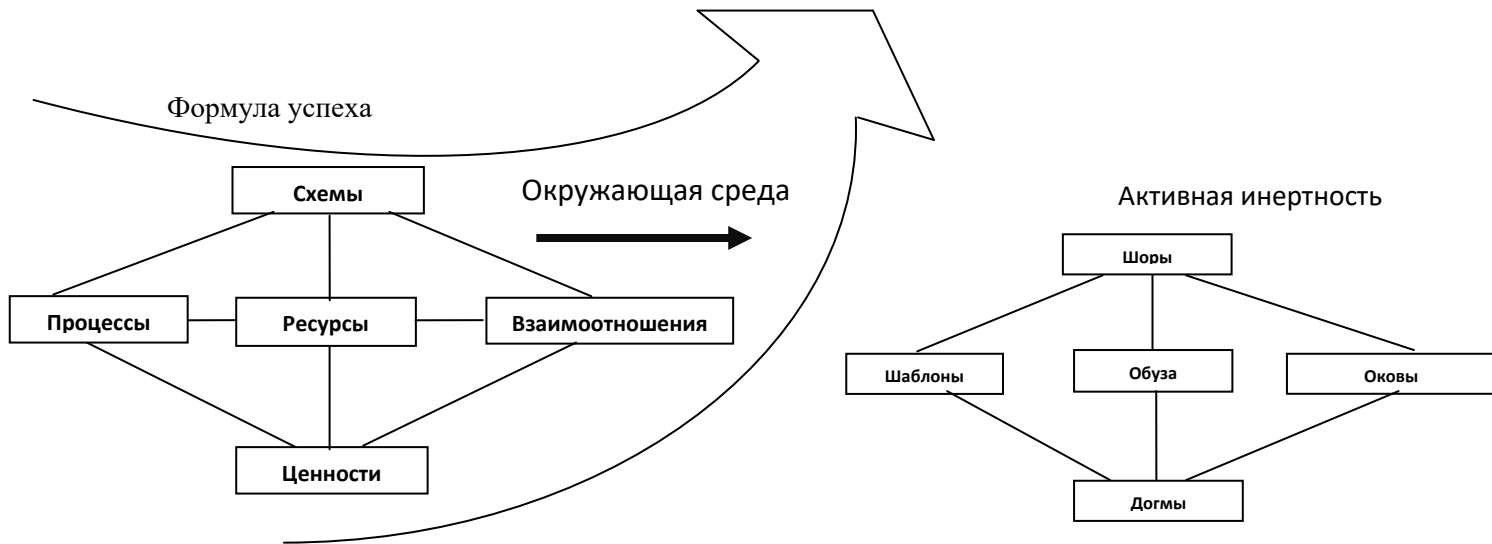 Формула успеха
Схемы
Окружающая среда
Активная инертность
Шоры
Процессы
Ресурсы
Взаимоотношения
Шаблоны
Обуза
Оковы
Ценности
Догмы